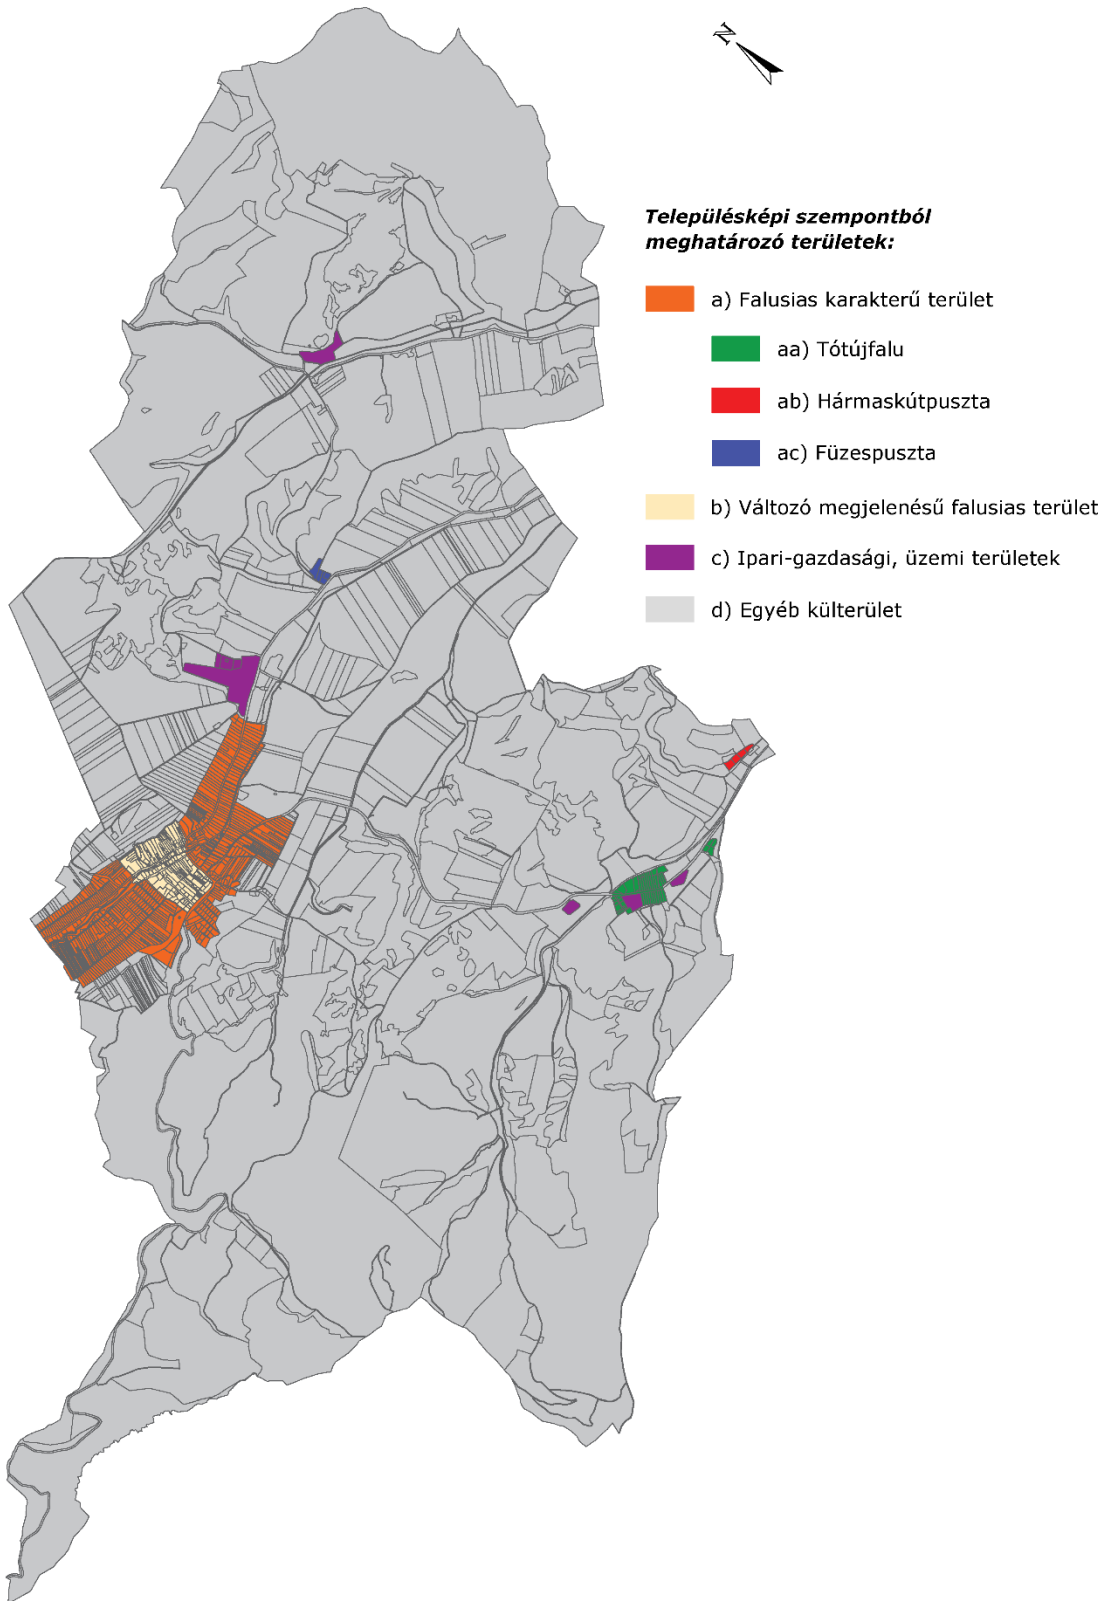 N
Településképi szempontból
meghatározó területek:
a) Falusias karakterű terület
aa) Tótújfalu
ab) Hármaskútpuszta
ac) Füzespuszta
b) Változó megjelenésű falusias terület
c) Ipari-gazdasági, üzemi területek
d) Egyéb külterület